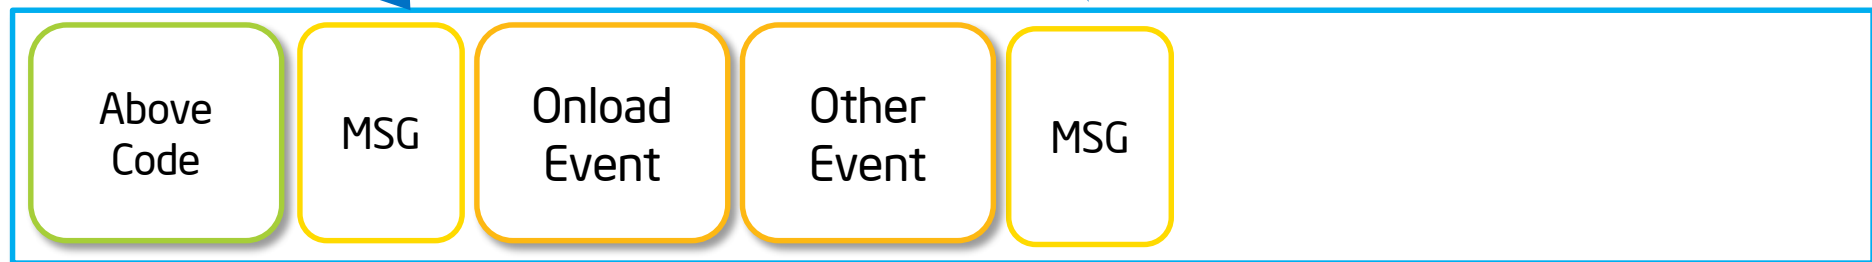 Above
Code
MSG
Onload
Event
Other
Event
MSG